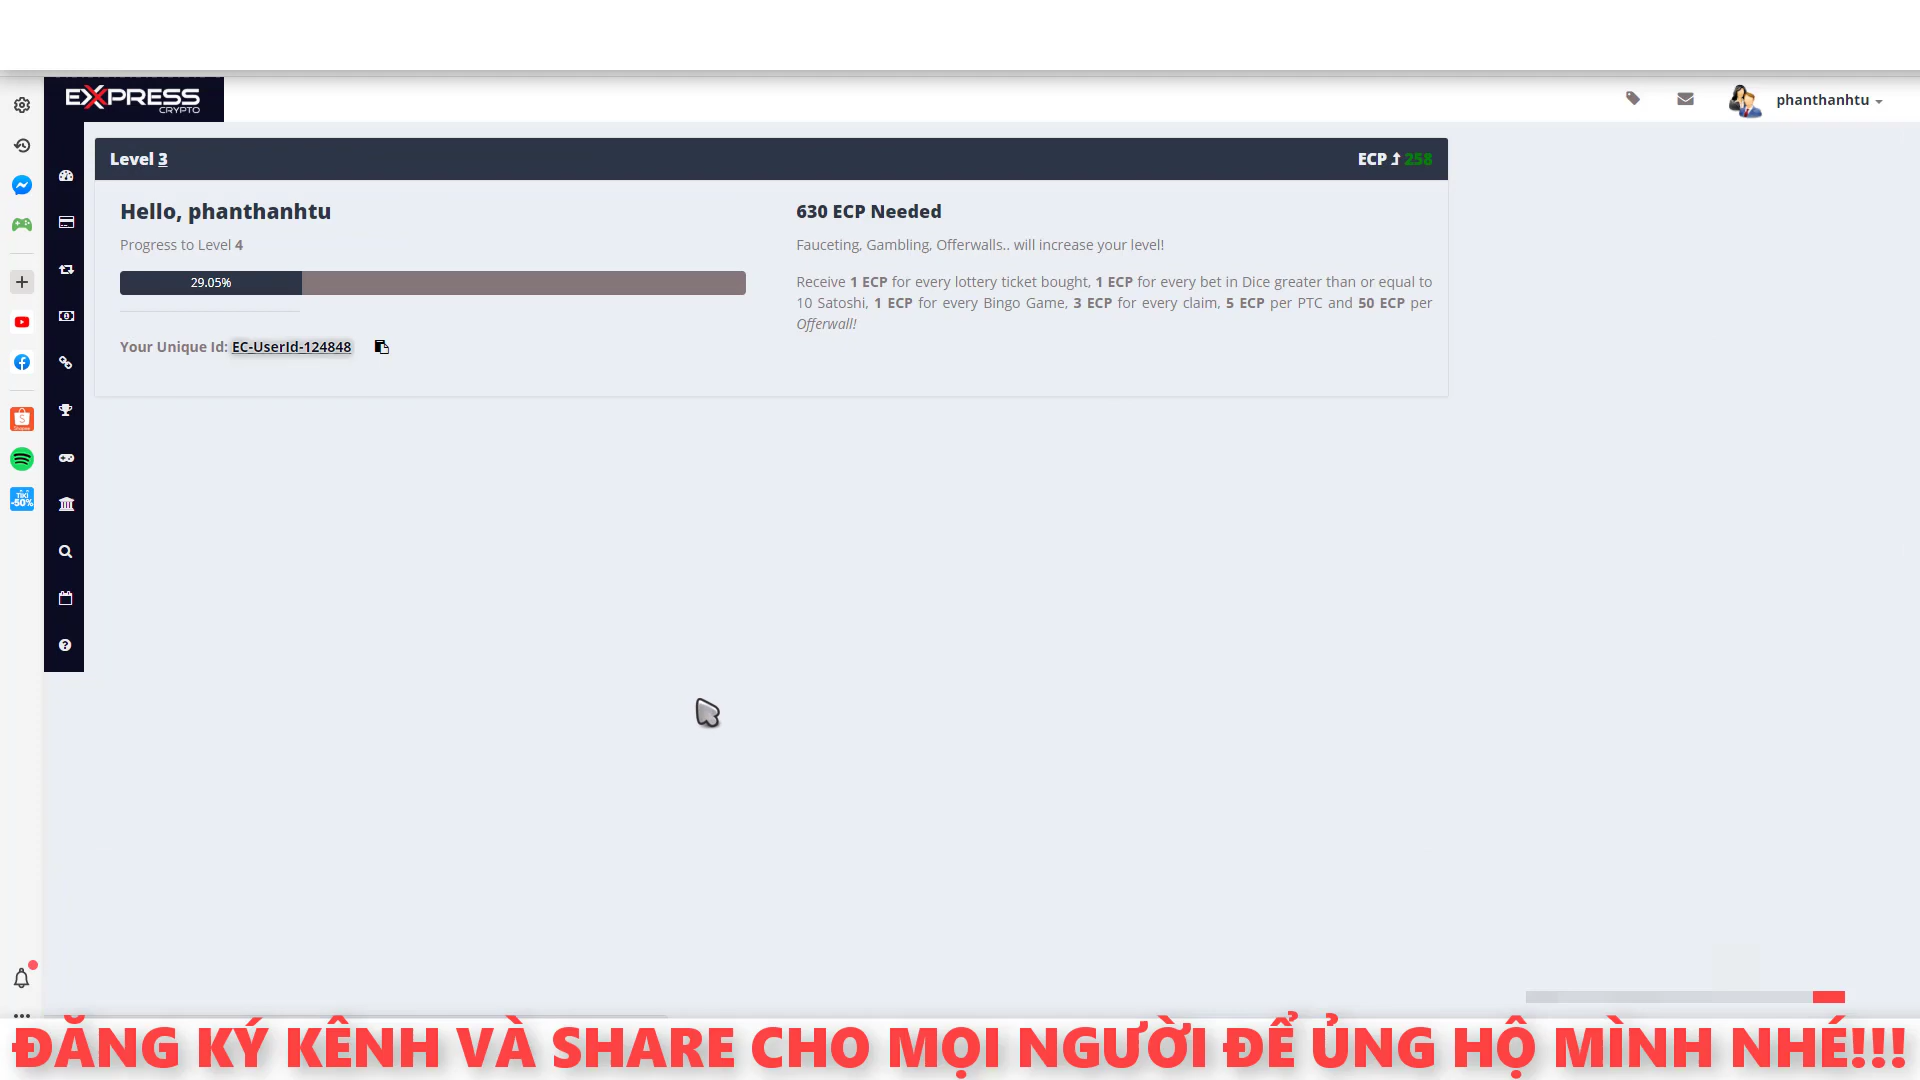 EXPRESS
CRYPTO
phanthanhtu
Level 3
ECP 258
Hello, phanthanhtu
Progress to Level 4
29.05%
Your Unique Id: EC-UserId-124848
630 ECP Needed
Fauceting, Gambling, Offerwalls.. will increase your level!
Receive 1 ECP for every lottery ticket bought, 1 ECP for every bet in Dice greater than or equal to
10 Satoshi, 1 ECP for every Bingo Game, 3 ECP for every claim, 5 ECP per PTC and 50 ECP per
Offerwall!
Shopee
TIKI
-50%
ĐĂNG KÝ KÊNH VÀ SHARE CHO MỌI NGƯỜI ĐỂ ỦNG HỘ MÌNH NHÉ!!!